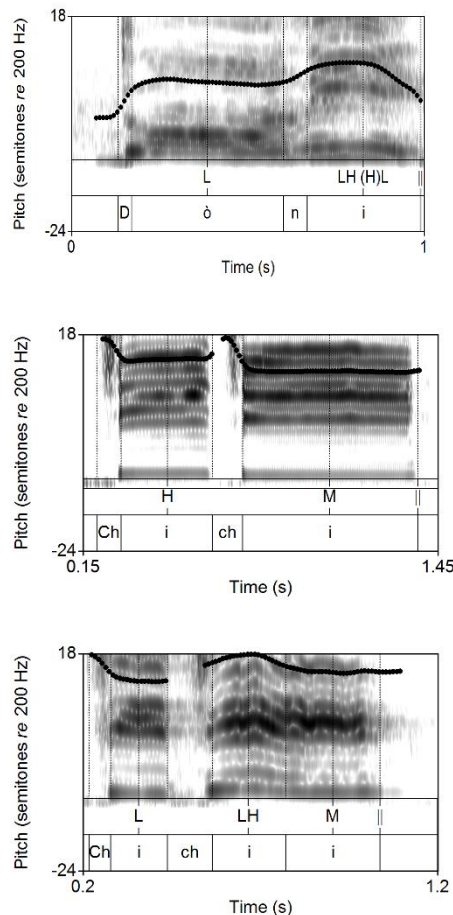 Pitch (semitones re 200 Hz)
18
L LH (H)L ||
D ò n i
-24
0 1
Time (s)
Pitch (semitones re 200 Hz)
18
H M ||
Ch i ch i
-24
0.15 1.45
Time (s)
Pitch (semitones re 200 Hz)
18
L LH M ||
Ch i ch i i
-24
0.2 1.2
Time (s)